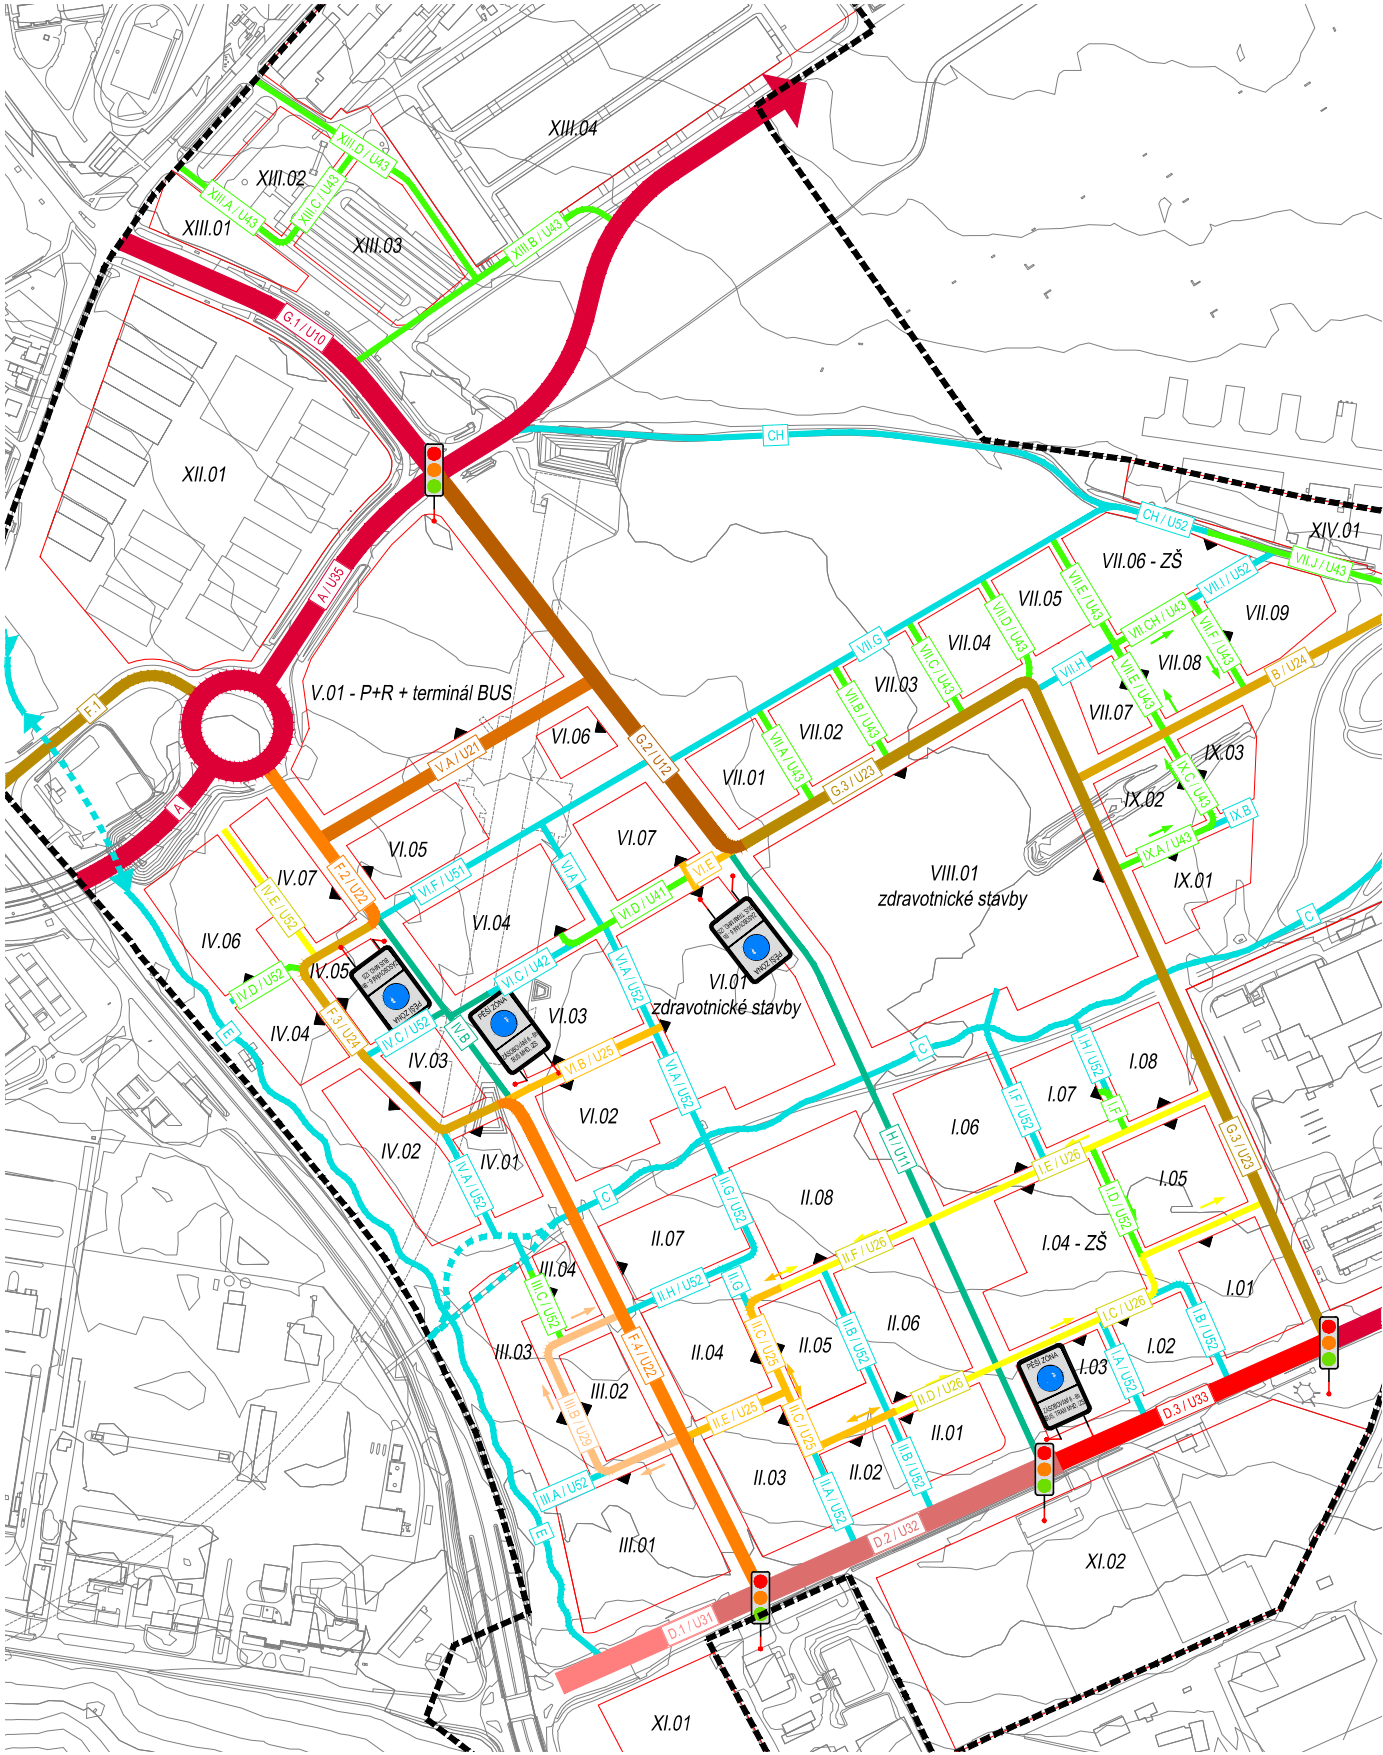 XIII.04
XIII.D / U43
XIII.02
XIII.A / U43
XIII.C / U43
XIII.01
XIII.03
XIII.B / U43
G.1 / U10
XII.01
CH
A / U35
CH / U52
XIV.01
VII.J / U43
VII.06 - ZŠ
VII.E / U43
VII.I / U52
VII.05
VII.CH / U43
VII.09
VII.D / U43
VII.04
VII.G
VII.F / U43
VII.08
VII.H
VII.C / U43
VII.03
VII.E / U43
B / U24
VII.07
V.01 - P+R + terminál BUS
F.1
VII.B / U43
VII.02
VI.06
G.2 / U12
V.A / U21
VII.A / U43
VII.01
G.3 / U23
IX.03
IX.C / U43
IX.02
A
IX.B
IX.A / U43
VI.07
VI.05
VI.E
F.2 / U22
VI.F / U51
VI.A
VIII.01
zdravotnické stavby
IX.01
IV.07
IV.E / U52
VI.D / U41
VI.04
C
IV.06
PĚŠÍ ZÓNA
IV.05
VI.C / U42
VI.A / U52
VI.01
zdravotnické stavby
IV.D / U52
PĚŠÍ ZÓNA
PĚŠÍ ZÓNA
IV.04
F.3 / U24
IV.C / U52
IV.B
VI.03
E
IV.03
VI.B / U25
C
I.H / U52
I.08
I.07
I.F / U52
I.F
VI.A / U52
VI.02
I.06
IV.02
IV.01
IV.A / U52
H / U11
I.E / U26
G.3 / U23
I.05
II.G / U52
C
II.08
I.D / U52
II.07
II.F / U26
I.04 - ZŠ
III.04
III.C / U52
II.H / U52
II.G
I.01
I.C / U26
I.B / U52
III.03
F.4 / U22
II.04
II.C / U25
II.05
II.B / U52
II.06
I.02
PĚŠÍ ZÓNA
I.03
I.A / U52
III.02
III.B / U29
II.D / U26
D.3 / U33
II.E / U25
II.C / U25
II.01
III.A / U52
II.03
II.02
II.A / U52
II.B / U52
E
III.01
D.2 / U32
XI.02
D.1 / U31
XI.01